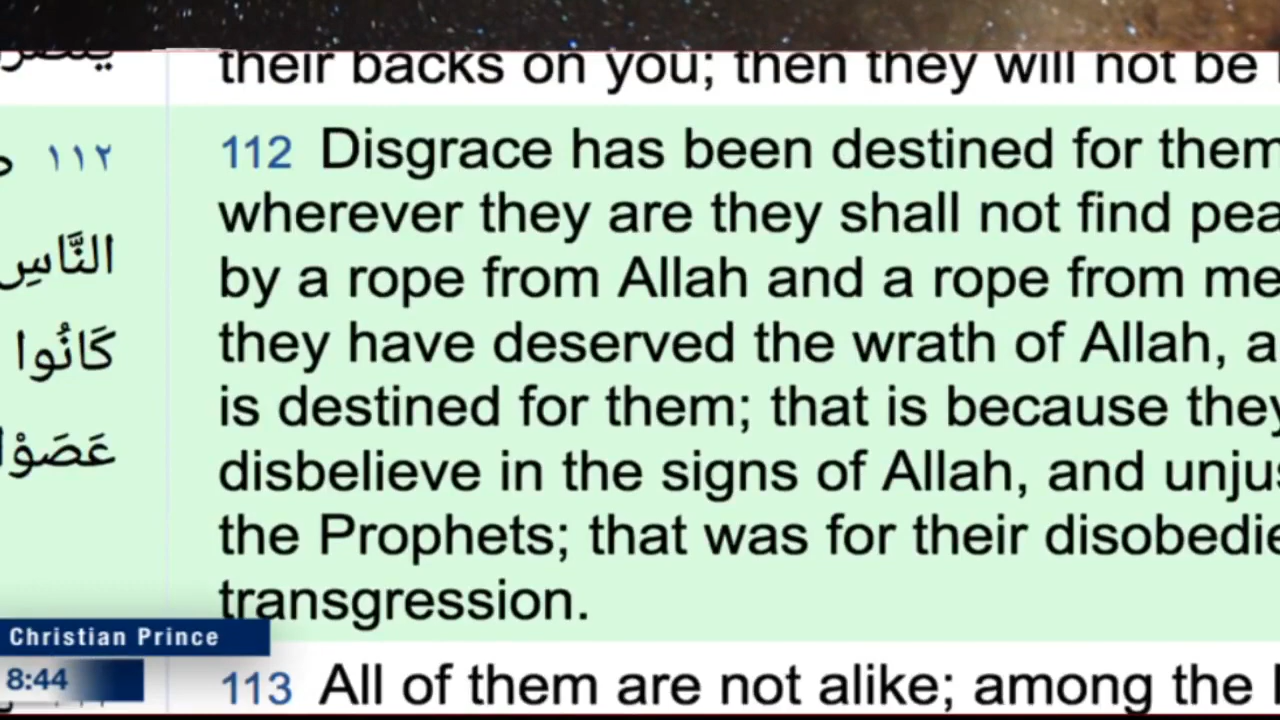 their backs on you; then they will not be
112 Disgrace has been destined for them
wherever they are they shall not find
by a rope from Allah and a rope from
they have deserved the wrath of Allah,
is destined for them; that is because they
disbelieve in the signs of Allah, and
the Prophets; that was for their
transgression.
113 All of them are not alike; among the
١١٢
النَّاسِ
كَانُوا
Christian Prince
8:44